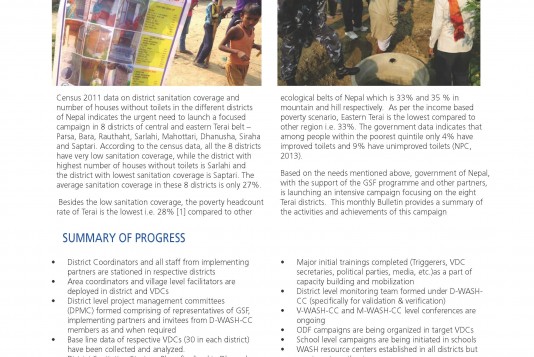 Census 2011 data on district sanitation coverage and
number of houses without toilets in the different districts
of Nepal indicates the urgent need to launch a focused
campaign in 8 districts of central and eastern Terai belt –
Parsa, Bara, Rauthaht, Sarlahi, Mahottari, Dhanusha, Siraha
and Saptari. According to the census data, all the 8 districts
have very low sanitation coverage, while the district with
highest number of houses without toilets is Sarlahi and
the district with lowest sanitation coverage is Saptari. The
average sanitation coverage in these 8 districts is only 27%.
Besides the low sanitation coverage, the poverty headcount
rate of Terai is the lowest i.e. 28% [1] compared to other
ecological belts of Nepal which is 33% and 35 % in
mountain and hill respectively.  As per the income based
poverty scenario, Eastern Terai is the lowest compared to
other region i.e. 33%. The government data indicates that
among people within the poorest quintile only 4% have
improved toilets and 9% have unimproved toilets (NPC,
2013).
Based on the needs mentioned above, government of Nepal,
with the support of the GSF programme and other partners,
is launching an intensive campaign focusing on the eight
Terai districts.  This monthly Bulletin provides a summary of
the activities and achievements of this campaign
SUMMARY OF PROGRESS
• District Coordinators and all staff from implementing
partners are stationed in respective districts
• Area coordinators and village level facilitators are
deployed in district and VDCs
• District level project management committees
(DPMC) formed comprising of representatives of GSF,
implementing partners and invitees from D-WASH-CC
members as and when required
• Base line data of respective VDCs (30 in each district)
have been collected and analyzed.
• Major initial trainings completed (Triggerers, VDC
secretaries, political parties, media, etc.)as a part of
capacity building and mobilization
• District level monitoring team formed under D-WASH-
CC (specifically for validation & verification)
• V-WASH-CC and M-WASH-CC level conferences are
ongoing
• ODF campaigns are being organized in target VDCs
• School level campaigns are being initiated in schools
• WASH resource centers established in all districts but